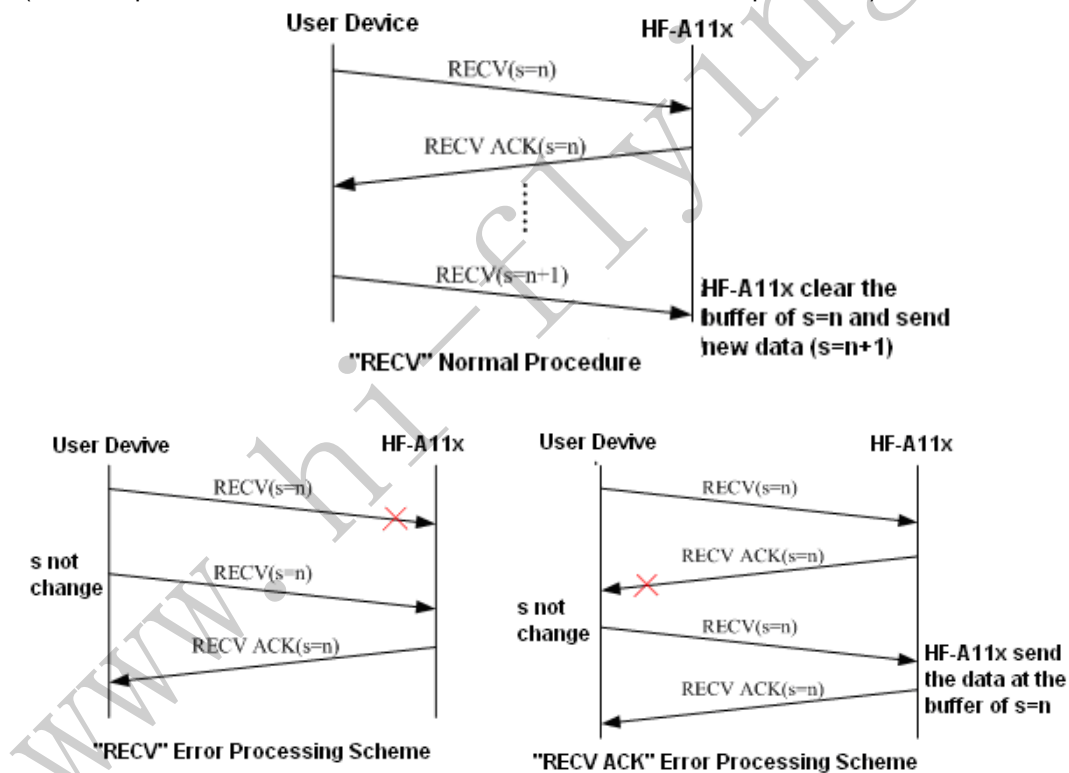 User Device
HF-A11x
RECV(s=n)
RECV ACK(s=n)
RECV(s=n+1)
HF-A11x clear the
buffer of s=n and send
new data (s=n+1)
"RECV" Normal Procedure
User Devive
HF-A11x
RECV(s=n)
s not
change
RECV(s=n)
RECV ACK(s=n)
"RECV" Error Processing Scheme
User Devive
HF-A11x
RECV(s=n)
RECV ACK(s=n)
s not
change
RECV(s=n)
HF-A11x send
the data at the
buffer of s=n
RECV ACK(s=n)
"RECV ACK" Error Processing Scheme
www.hi-flying